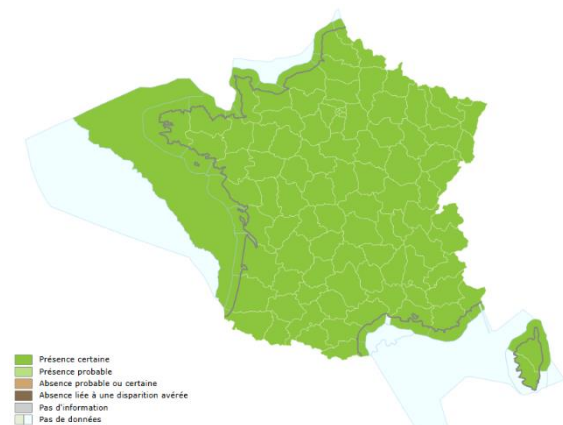 Présence certaine
Présence probable
Absence probable ou certaine
Absence liée à une disparition avérée
Pas d'information
Pas de données